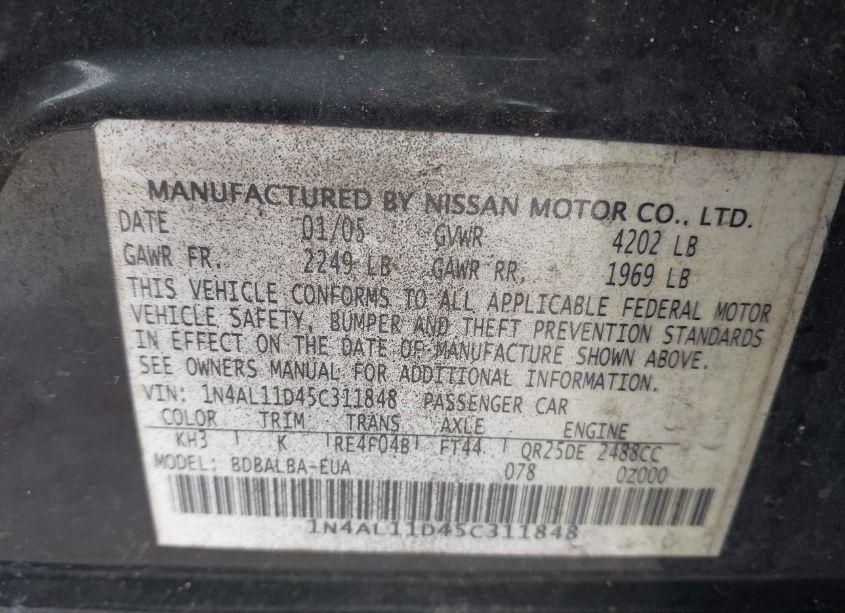 MANUFACTURED BY NISSAN MOTOR CO., LTD.
DATE 01/05 GVWR 4202 LB
GAWR FR. 2249 LB GAWR RR. 1969 LB
THIS VEHICLE CONFORMS TO ALL APPLICABLE FEDERAL MOTOR
VEHICLE SAFETY, BUMPER AND THEFT PREVENTION STANDARDS
IN EFFECT ON THE DATE OF MANUFACTURE SHOWN ABOVE.
SEE OWNERS MANUAL FOR ADDITIONAL INFORMATION.
VIN: 1N4AL11D45C311848 PASSENGER CAR
COLOR TRIM TRANS AXLE ENGINE
KH3 K RE4F04B FT44 QR25DE 2488CC
MODEL: BDBALBA-EUA 078 0Z000
1N4AL11D45C311848